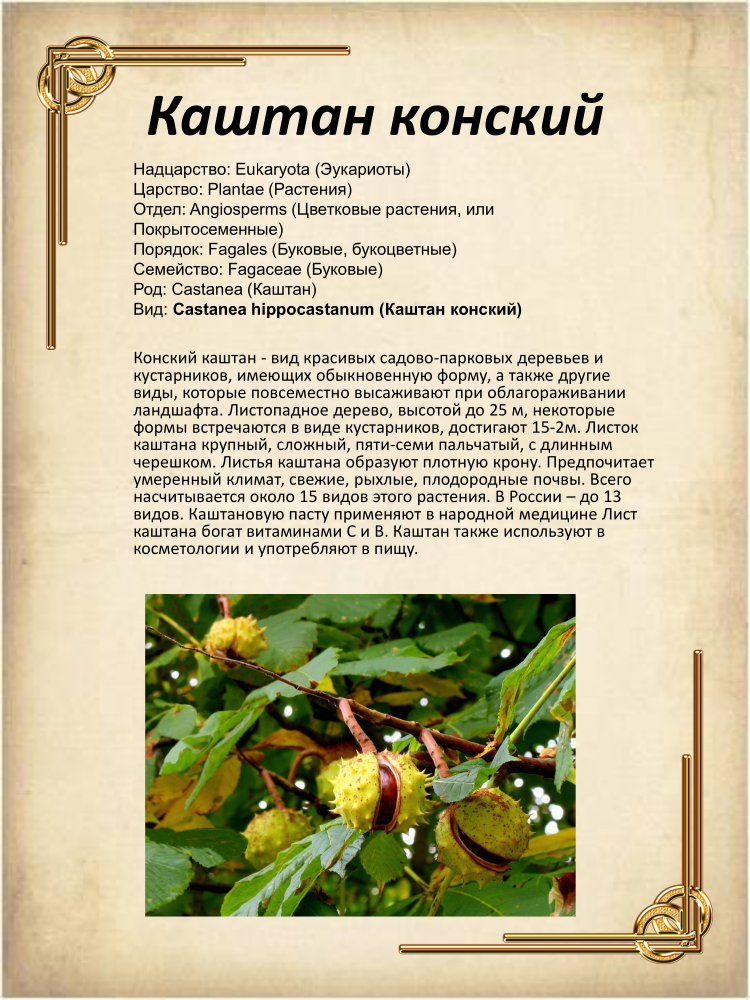 Каштан конский
Надцарство: Eukaryota (Эукариоты)
Царство: Plantae (Растения)
Отдел: Angiosperms (Цветковые растения, или
Покрытосеменные)
Порядок: Fagales (Буковые, букоцветные)
Семейство: Fagaceae (Буковые)
Род: Castanea (Каштан)
Вид: Castanea hippocastanum (Каштан конский)
Конский каштан - вид красивых садово-парковых деревьев и
кустарников, имеющих обыкновенную форму, а также другие
виды, которые повсеместно высаживают при облагораживании
ландшафта. Листопадное дерево, высотой до 25 м, некоторые
формы встречаются в виде кустарников, достигают 15-2м. Листок
каштана крупный, сложный, пяти-семи пальчатый, с длинным
черешком. Листья каштана образуют плотную крону. Предпочитает
умеренный климат, свежие, рыхлые, плодородные почвы. Всего
насчитывается около 15 видов этого растения. В России – до 13
видов. Каштановую пасту применяют в народной медицине Лист
каштана богат витаминами С и В. Каштан также используют в
косметологии и употребляют в пищу.